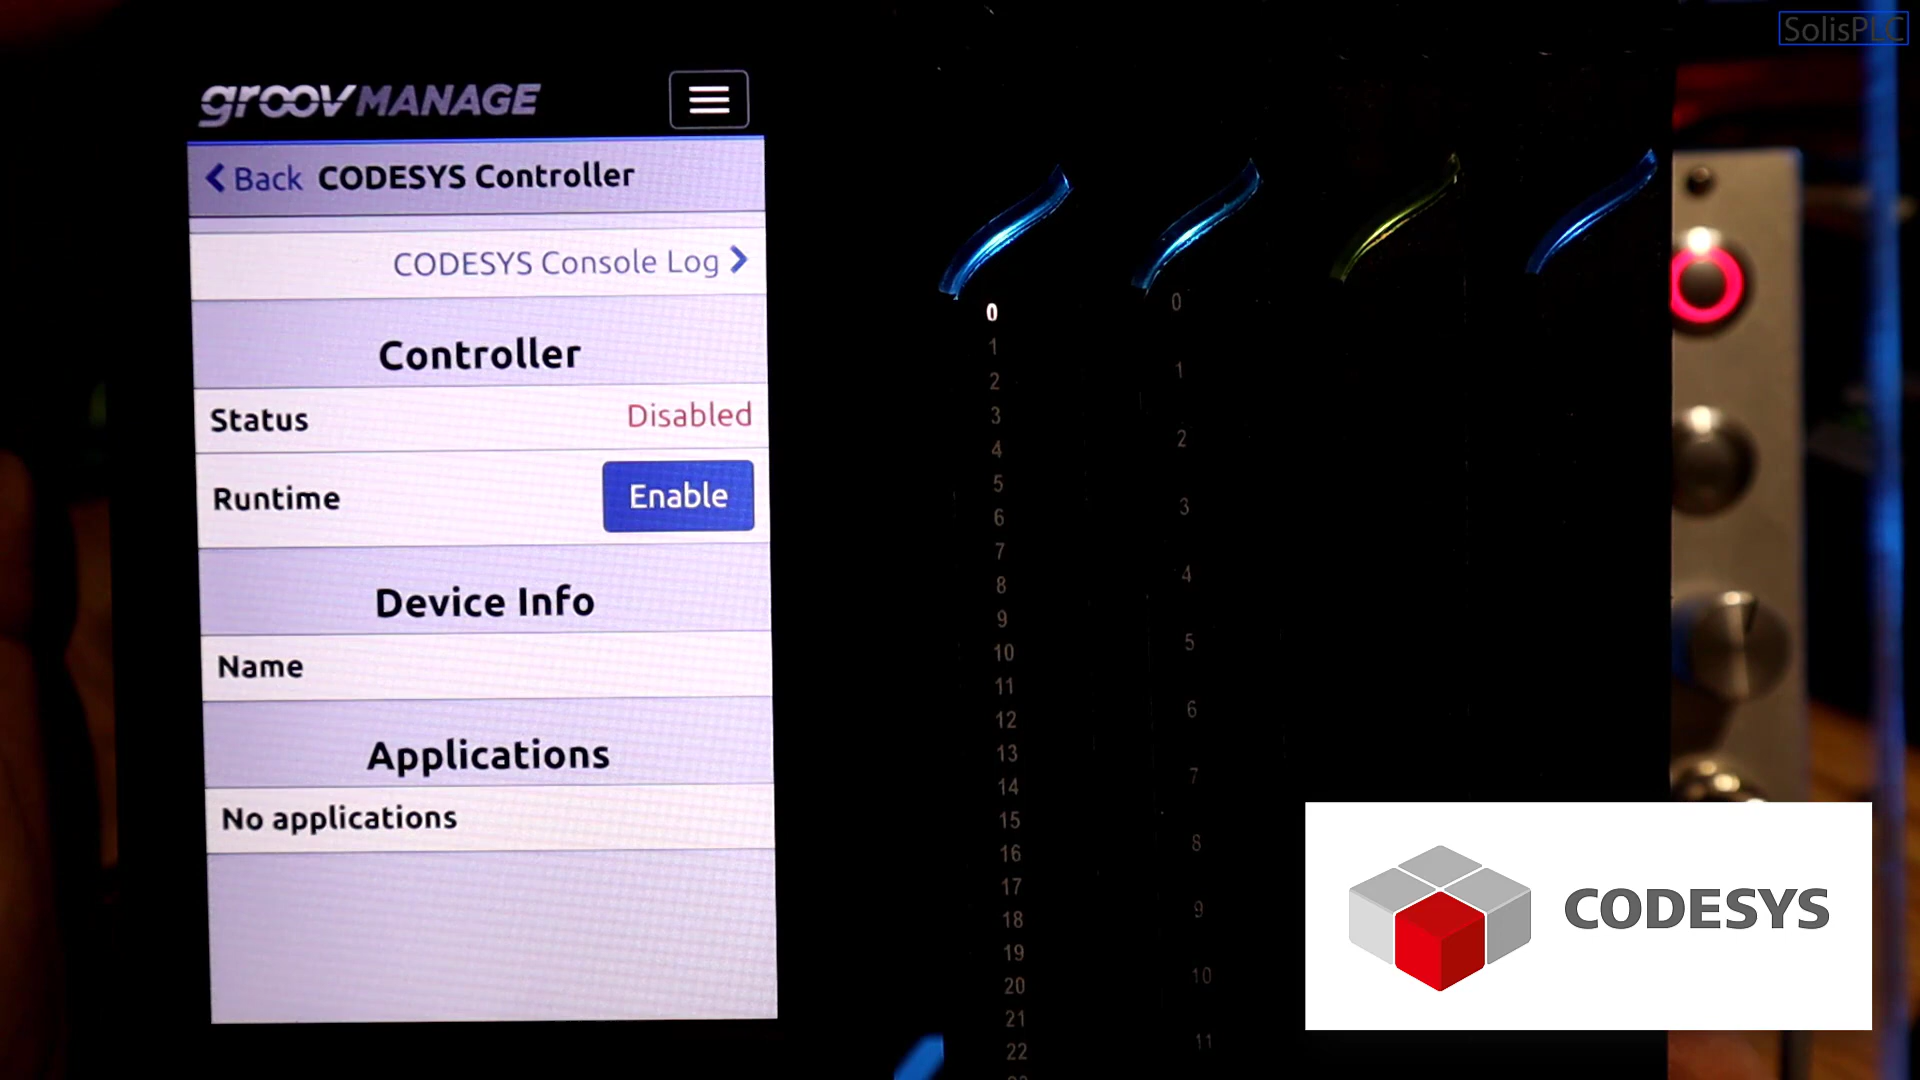 SolisPLC
groov MANAGE
Back CODESYS Controller
CODESYS Console Log
Controller
Status Disabled
Runtime Enable
Device Info
Name
Applications
No applications
0
1
2
3
4
5
6
7
8
9
10
11
12
13
14
15
16
17
18
19
20
21
22
0
1
2
3
4
5
6
7
8
9
10
11
CODESYS